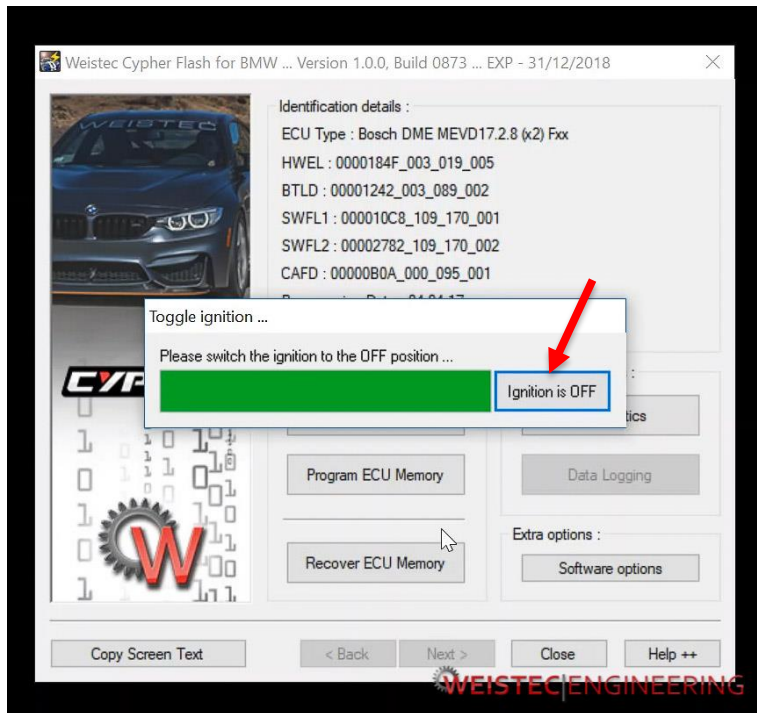 Weistec Cypher Flash for BMW ... Version 1.0.0, Build 0873 ... EXP - 31/12/2018
WEISTEC
Identification details :
ECU Type : Bosch DME MEVD17.2.8 (x2) Fxx
HWEL : 0000184F_003_019_005
BTLD : 00001242_003_089_002
SWFL1 : 000010C8_109_170_001
SWFL2 : 00002782_109_170_002
CAFD : 00000B0A_000_095_001
Toggle ignition ...
Please switch the ignition to the OFF position ...
Ignition is OFF
Program ECU Memory
Data Logging
Recover ECU Memory
Extra options :
Software options
Copy Screen Text
< Back
Next >
Close
Help ++
WEISTEC|ENGINEERING